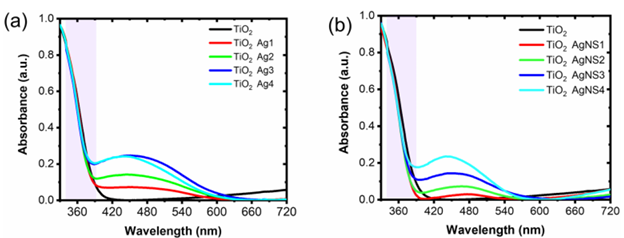 (a)
1.0
0.8
0.6
0.4
0.2
0.0
Absorbance (a.u.)
TiO2
TiO2 Ag1
TiO2 Ag2
TiO2 Ag3
TiO2 Ag4
360 420 480 540 600 660 720
Wavelength (nm)
(b)
1.0
0.8
0.6
0.4
0.2
0.0
Absorbance (a.u.)
TiO2
TiO2 AgNS1
TiO2 AgNS2
TiO2 AgNS3
TiO2 AgNS4
360 420 480 540 600 660 720
Wavelength (nm)